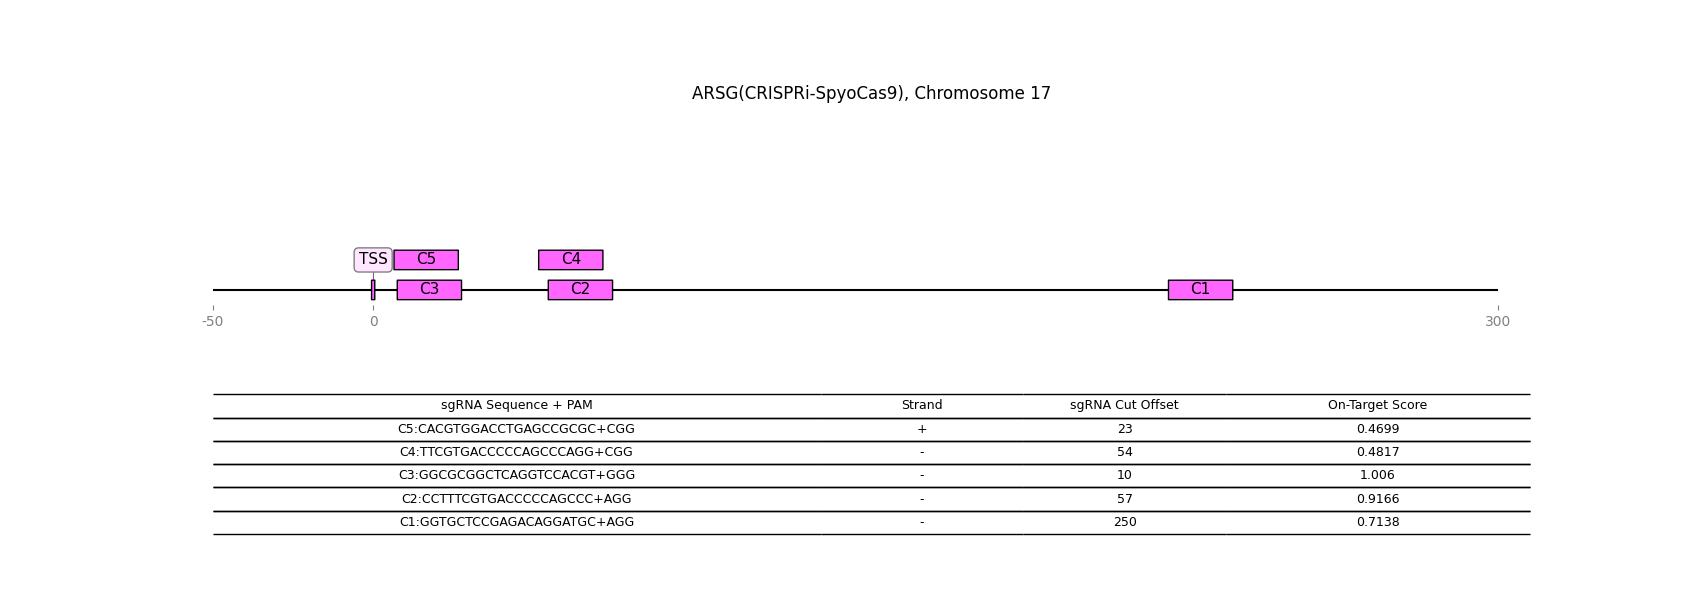 ARSG(CRISPRi-SpyoCas9), Chromosome 17
TSS C5 C4
C3 C2 C1
-50 0 300
sgRNA Sequence + PAM Strand sgRNA Cut Offset On-Target Score
C5:CACGTGGACCTGAGCCGCGC+CGG + 23 0.4699
C4:TTCGTGACCCCCAGCCCAGG+CGG - 54 0.4817
C3:GGCGCGGCTCAGGTCCACGT+GGG - 10 1.006
C2:CCTTTCGTGACCCCCAGCCC+AGG - 57 0.9166
C1:GGTGCTCCGAGACAGGATGC+AGG - 250 0.7138